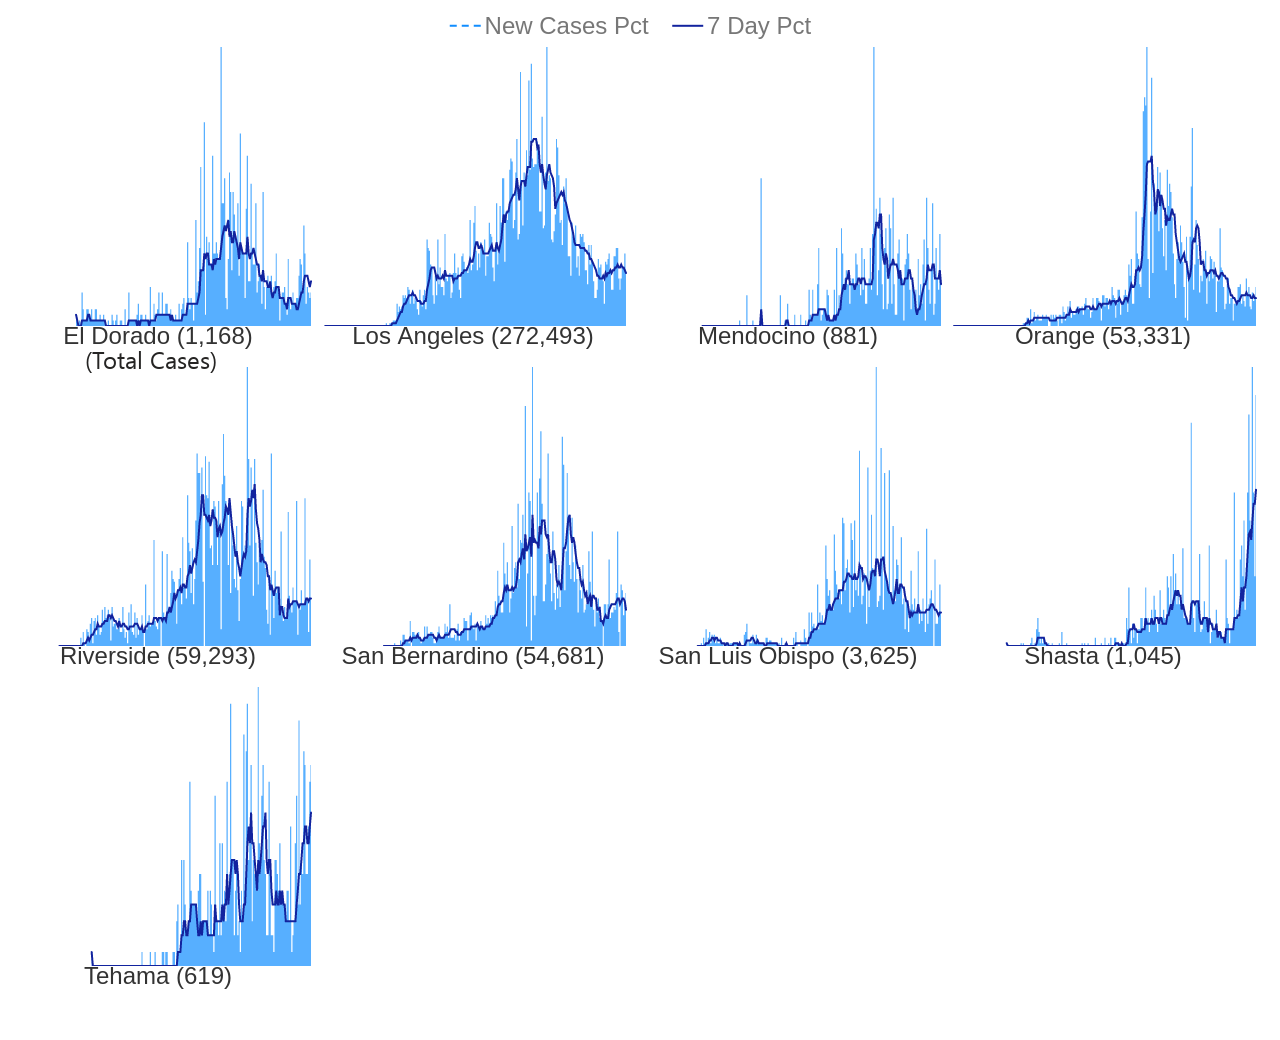 New Cases Pct 7 Day Pct
El Dorado (1,168) Los Angeles (272,493) Mendocino (881) Orange (53,331)
(Total Cases)
Riverside (59,293) San Bernardino (54,681) San Luis Obispo (3,625) Shasta (1,045)
Tehama (619)